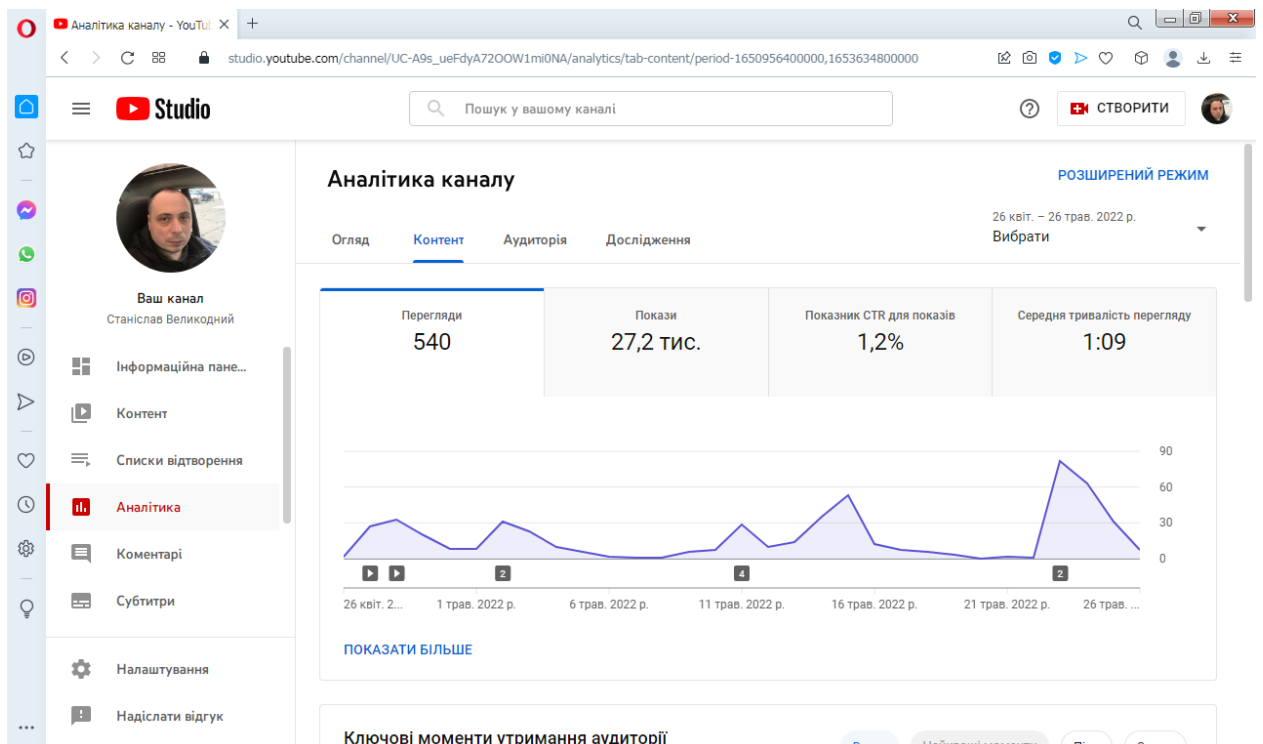 Аналітика каналу - YouTu
studio.youtube.com/channel/UC-A9s_ueFdyA72OOW1mi0NA/analytics/tab-content/period-1650956400000,1653634800000
Studio
Пошук у вашому каналі
СТВОРИТИ
Ваш канал
Станіслав Великодний
Інформаційна пане...
Контент
Списки відтворення
Аналітика
Коментарі
Субтитри
Налаштування
Надіслати відгук
Аналітика каналу
РОЗШИРЕНИЙ РЕЖИМ
26 квіт. – 26 трав. 2022 р.
Вибрати
Огляд Контент Аудиторія Дослідження
Перегляди
540
Покази
27,2 тис.
Показник CTR для показів
1,2%
Середня тривалість перегляду
1:09
90
60
30
0
2 4 2
26 квіт. 2... 1 трав. 2022 р. 6 трав. 2022 р. 11 трав. 2022 р. 16 трав. 2022 р. 21 трав. 2022 р. 26 трав. ...
ПОКАЗАТИ БІЛЬШЕ
Ключові моменти утримання аудиторії